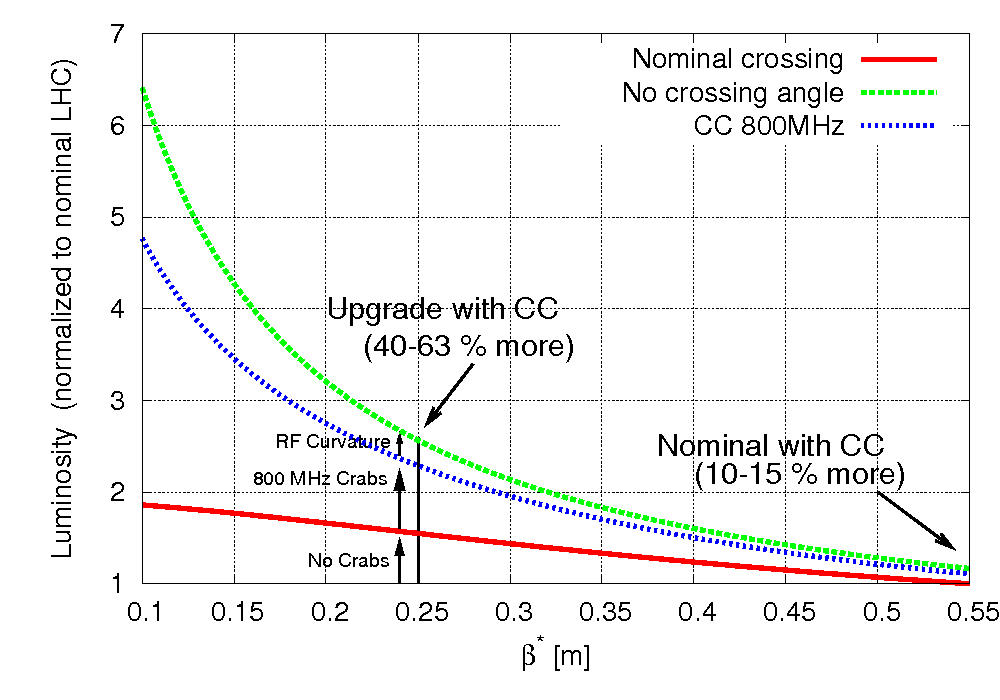 Luminosity (normalized to nominal LHC)
7
6
5
4
3
2
1
Nominal crossing
No crossing angle
CC 800MHz
Upgrade with CC
(40-63 % more)
RF Curvature
800 MHz Crabs
No Crabs
Nominal with CC
(10-15 % more)
0.1 0.15 0.2 0.25 0.3 0.35 0.4 0.45 0.5 0.55
β* [m]